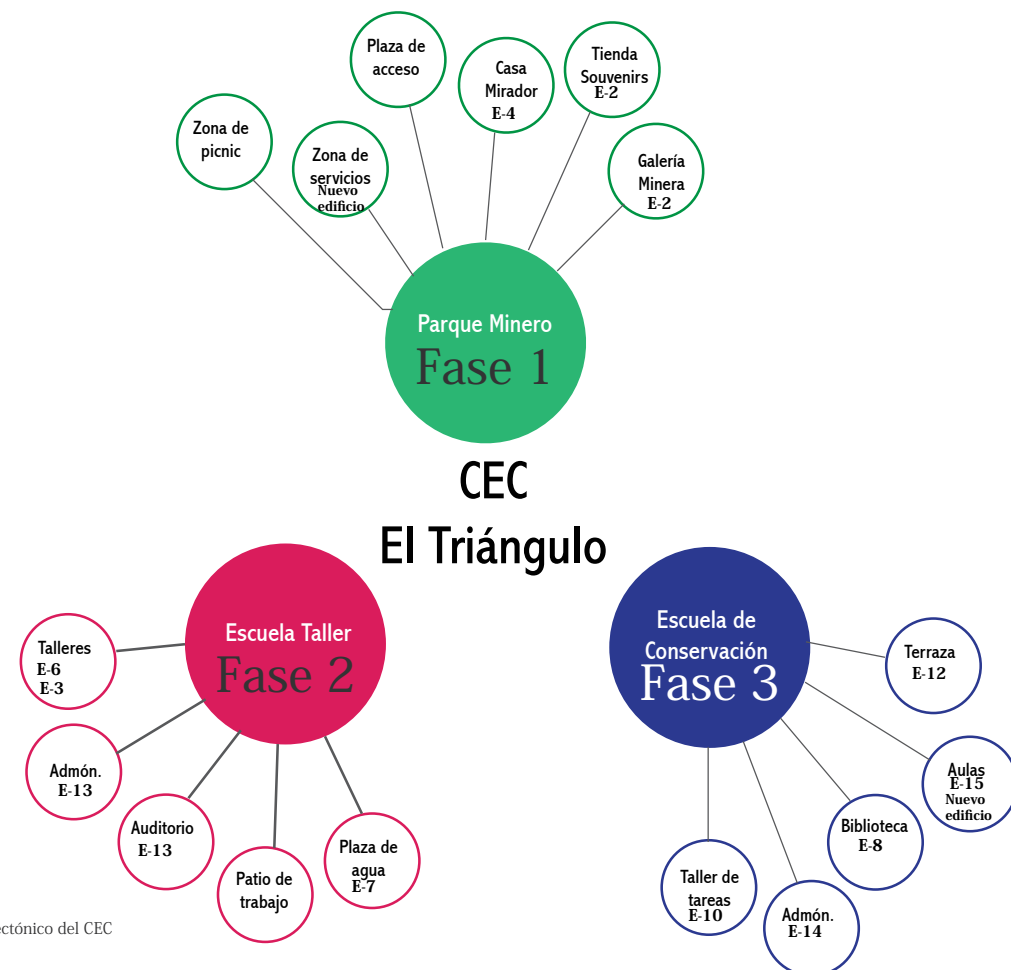 Plaza de
acceso
Casa
Mirador
E-4
Tienda
Souvenirs
E-2
Zona de
picnic
Zona de
servicios
Nuevo
edificio
Galería
Minera
E-2
Parque Minero
Fase 1
CEC
El Triángulo
Escuela Taller
Fase 2
Talleres
E-6
E-3
Admón.
E-13
Auditorio
E-13
Patio de
trabajo
Plaza de
agua
E-7
Escuela de
Conservación
Fase 3
Terraza
E-12
Aulas
E-15
Nuevo
edificio
Biblioteca
E-8
Taller de
tareas
E-10
Admón.
E-14
del CEC